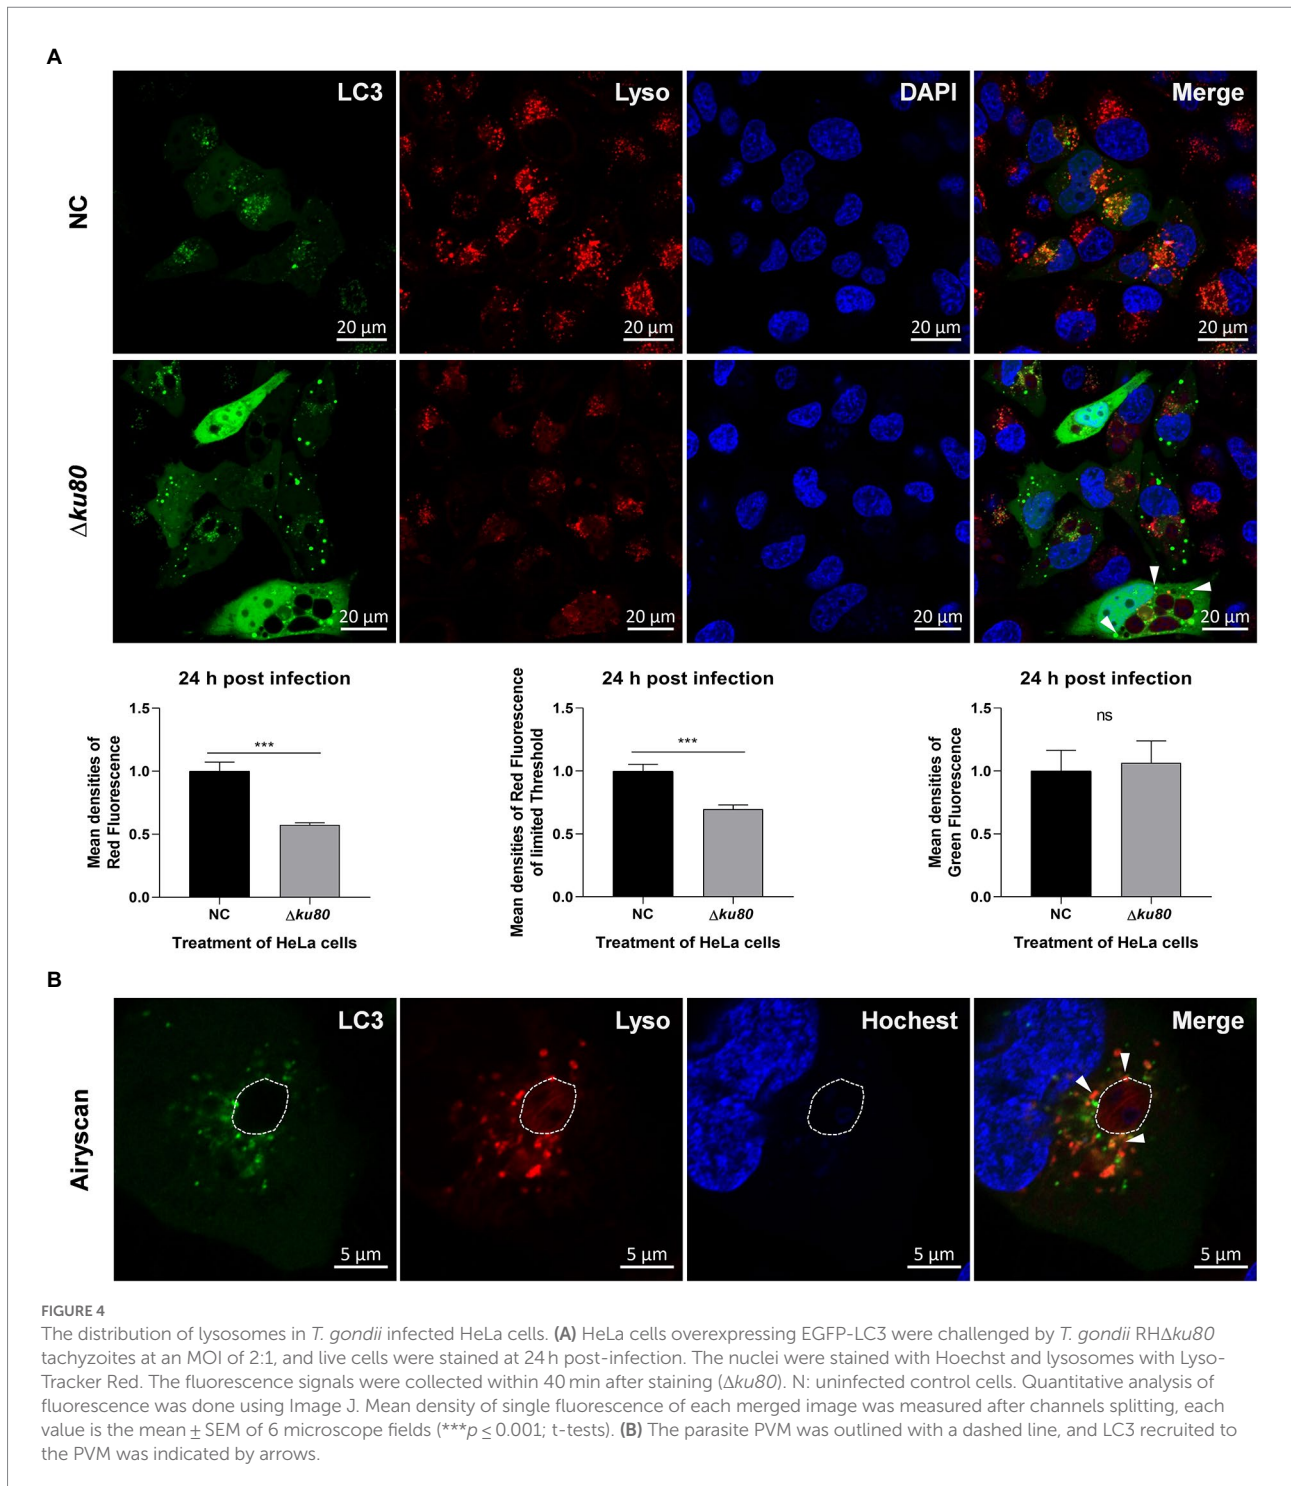 A
LC3
Lyso
DAPI
Merge
NC
20 µm
20 µm
20 µm
20 µm
Δku80
20 µm
20 µm
20 µm
20 µm
24 h post infection
Mean densities of
Red Fluorescence
1.5
1.0
0.5
0.0
***
NC
Δku80
Treatment of HeLa cells
24 h post infection
Mean densities of Red Fluorescence
of limited Threshold
1.5
1.0
0.5
0.0
***
NC
Δku80
Treatment of HeLa cells
24 h post infection
Mean densities of
Green Fluorescence
1.5
1.0
0.5
0.0
ns
NC
Δku80
Treatment of HeLa cells
B
LC3
Lyso
Hochest
Merge
Airyscan
5 µm
5 µm
5 µm
5 µm
FIGURE 4
The distribution of lysosomes in T. gondii infected HeLa cells. (A) HeLa cells overexpressing EGFP-LC3 were challenged by T. gondii RHΔku80
tachyzoites at an MOI of 2:1, and live cells were stained at 24 h post-infection. The nuclei were stained with Hoechst and lysosomes with Lyso-
Tracker Red. The fluorescence signals were collected within 40 min after staining (Δku80). N: uninfected control cells. Quantitative analysis of
fluorescence was done using Image J. Mean density of single fluorescence of each merged image was measured after channels splitting, each
value is the mean ± SEM of 6 microscope fields (***p ≤ 0.001; t-tests). (B) The parasite PVM was outlined with a dashed line, and LC3 recruited to
the PVM was indicated by arrows.